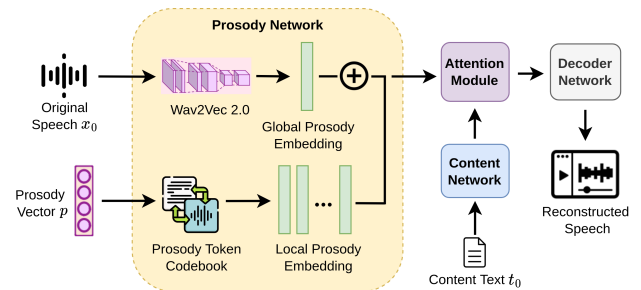 Prosody Network
Original
Speech x₀
Wav2Vec 2.0
Global Prosody
Embedding
Attention
Module
Decoder
Network
Content
Network
Prosody
Vector p
Prosody Token
Codebook
Local Prosody
Embedding
...
Reconstructed
Speech
Content Text t₀